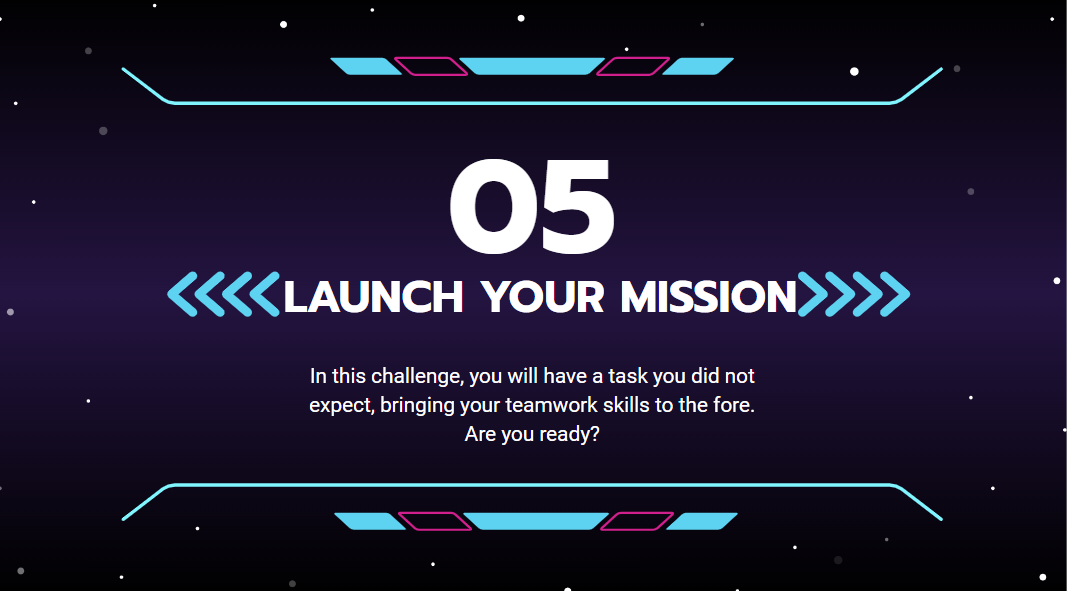 05
LAUNCH YOUR MISSION
In this challenge, you will have a task you did not
expect, bringing your teamwork skills to the fore.
Are you ready?